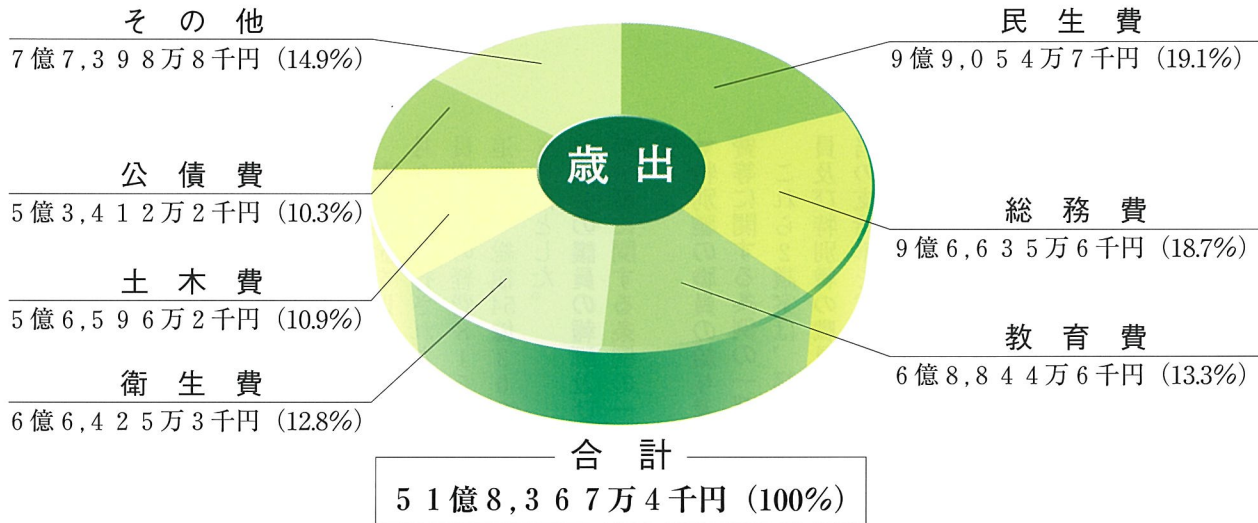 その他
7億7,398万8千円 (14.9%)
民生費
9億9,054万7千円 (19.1%)
歳出
公債費
5億3,412万2千円 (10.3%)
総務費
9億6,635万6千円 (18.7%)
土木費
5億6,596万2千円 (10.9%)
教育費
6億8,844万6千円 (13.3%)
衛生費
6億6,425万3千円 (12.8%)
合計
51億8,367万4千円 (100%)